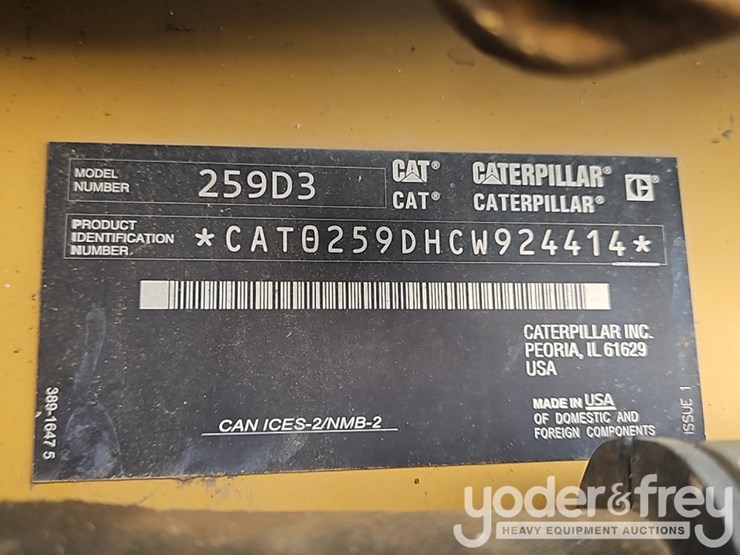 MODEL NUMBER 259D3
CAT® CATERPILLAR® C
CAT® CATERPILLAR®
PRODUCT IDENTIFICATION NUMBER *CAT0259DHCW924414*
CATERPILLAR INC.
PEORIA, IL 61629
USA
MADE IN USA
OF DOMESTIC AND
FOREIGN COMPONENTS
CAN ICES-2/NMB-2
389-1647 5
ISSUE 1
yoder&frey
HEAVY EQUIPMENT AUCTIONS